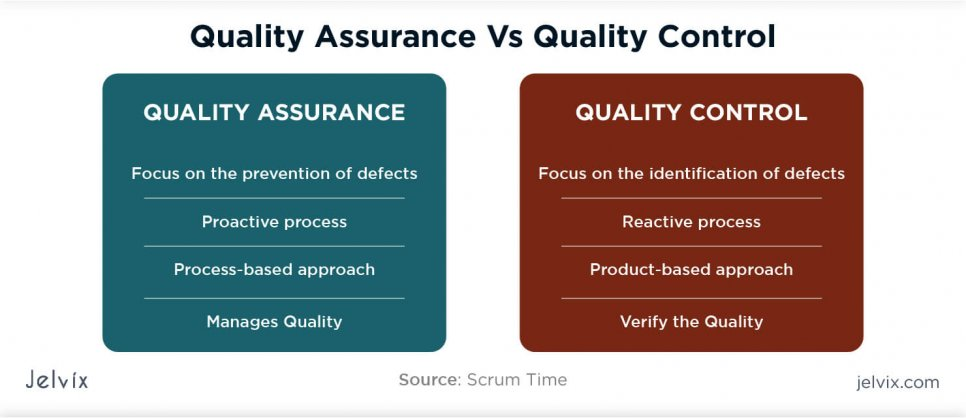 Quality Assurance Vs Quality Control
QUALITY ASSURANCE
Focus on the prevention of defects
Proactive process
Process-based approach
Manages Quality
QUALITY CONTROL
Focus on the identification of defects
Reactive process
Product-based approach
Verify the Quality
Jelvix
Source: Scrum Time
jelvix.com